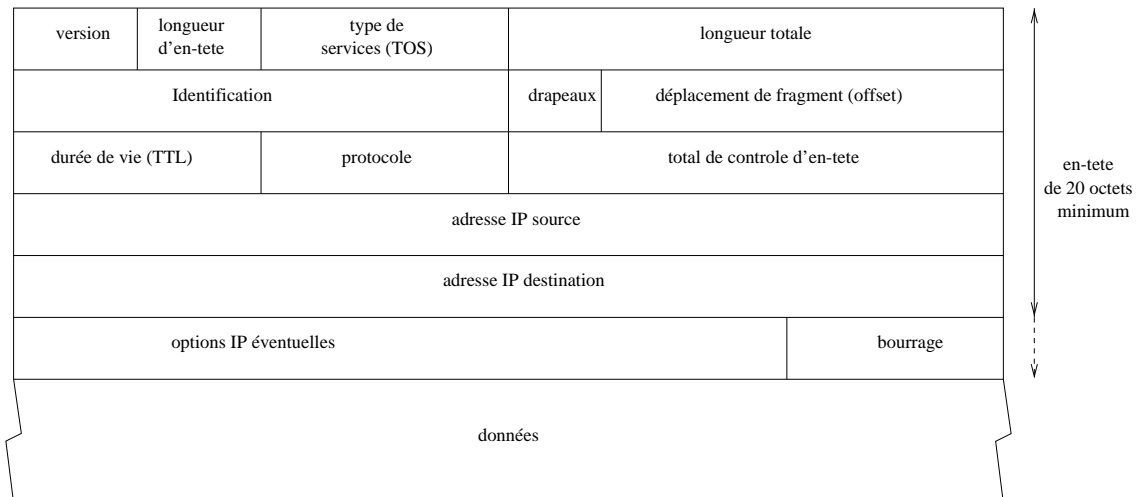 version
longueur
d'en-tete
type de
services (TOS)
longueur totale
Identification
drapeaux
déplacement de fragment (offset)
durée de vie (TTL)
protocole
total de controle d'en-tete
adresse IP source
adresse IP destination
options IP éventuelles
bourrage
données
en-tete
de 20 octets
minimum